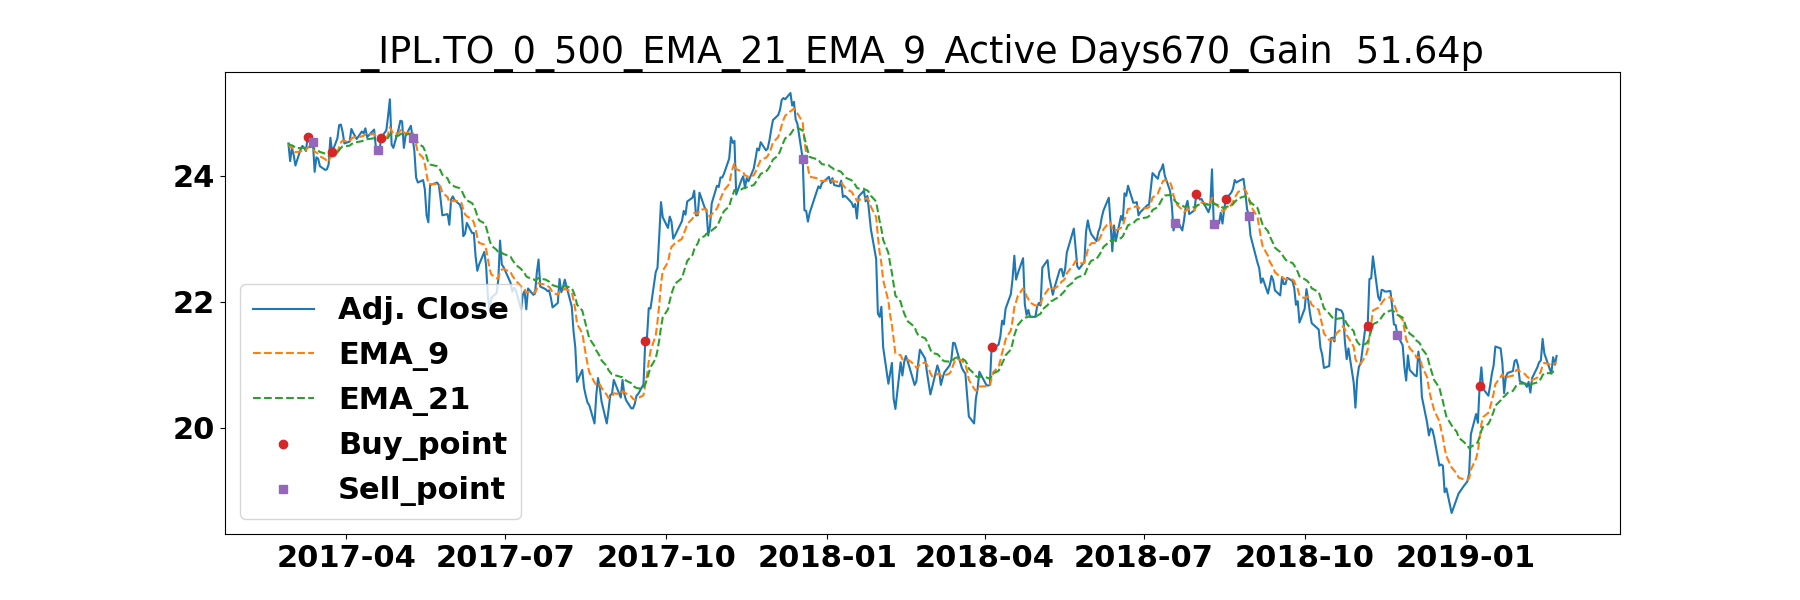 _IPL.TO_0_500_EMA_21_EMA_9_Active Days670_Gain  51.64p
24
22
20
Adj. Close
EMA_9
EMA_21
Buy_point
Sell_point
2017-04 2017-07 2017-10 2018-01 2018-04 2018-07 2018-10 2019-01